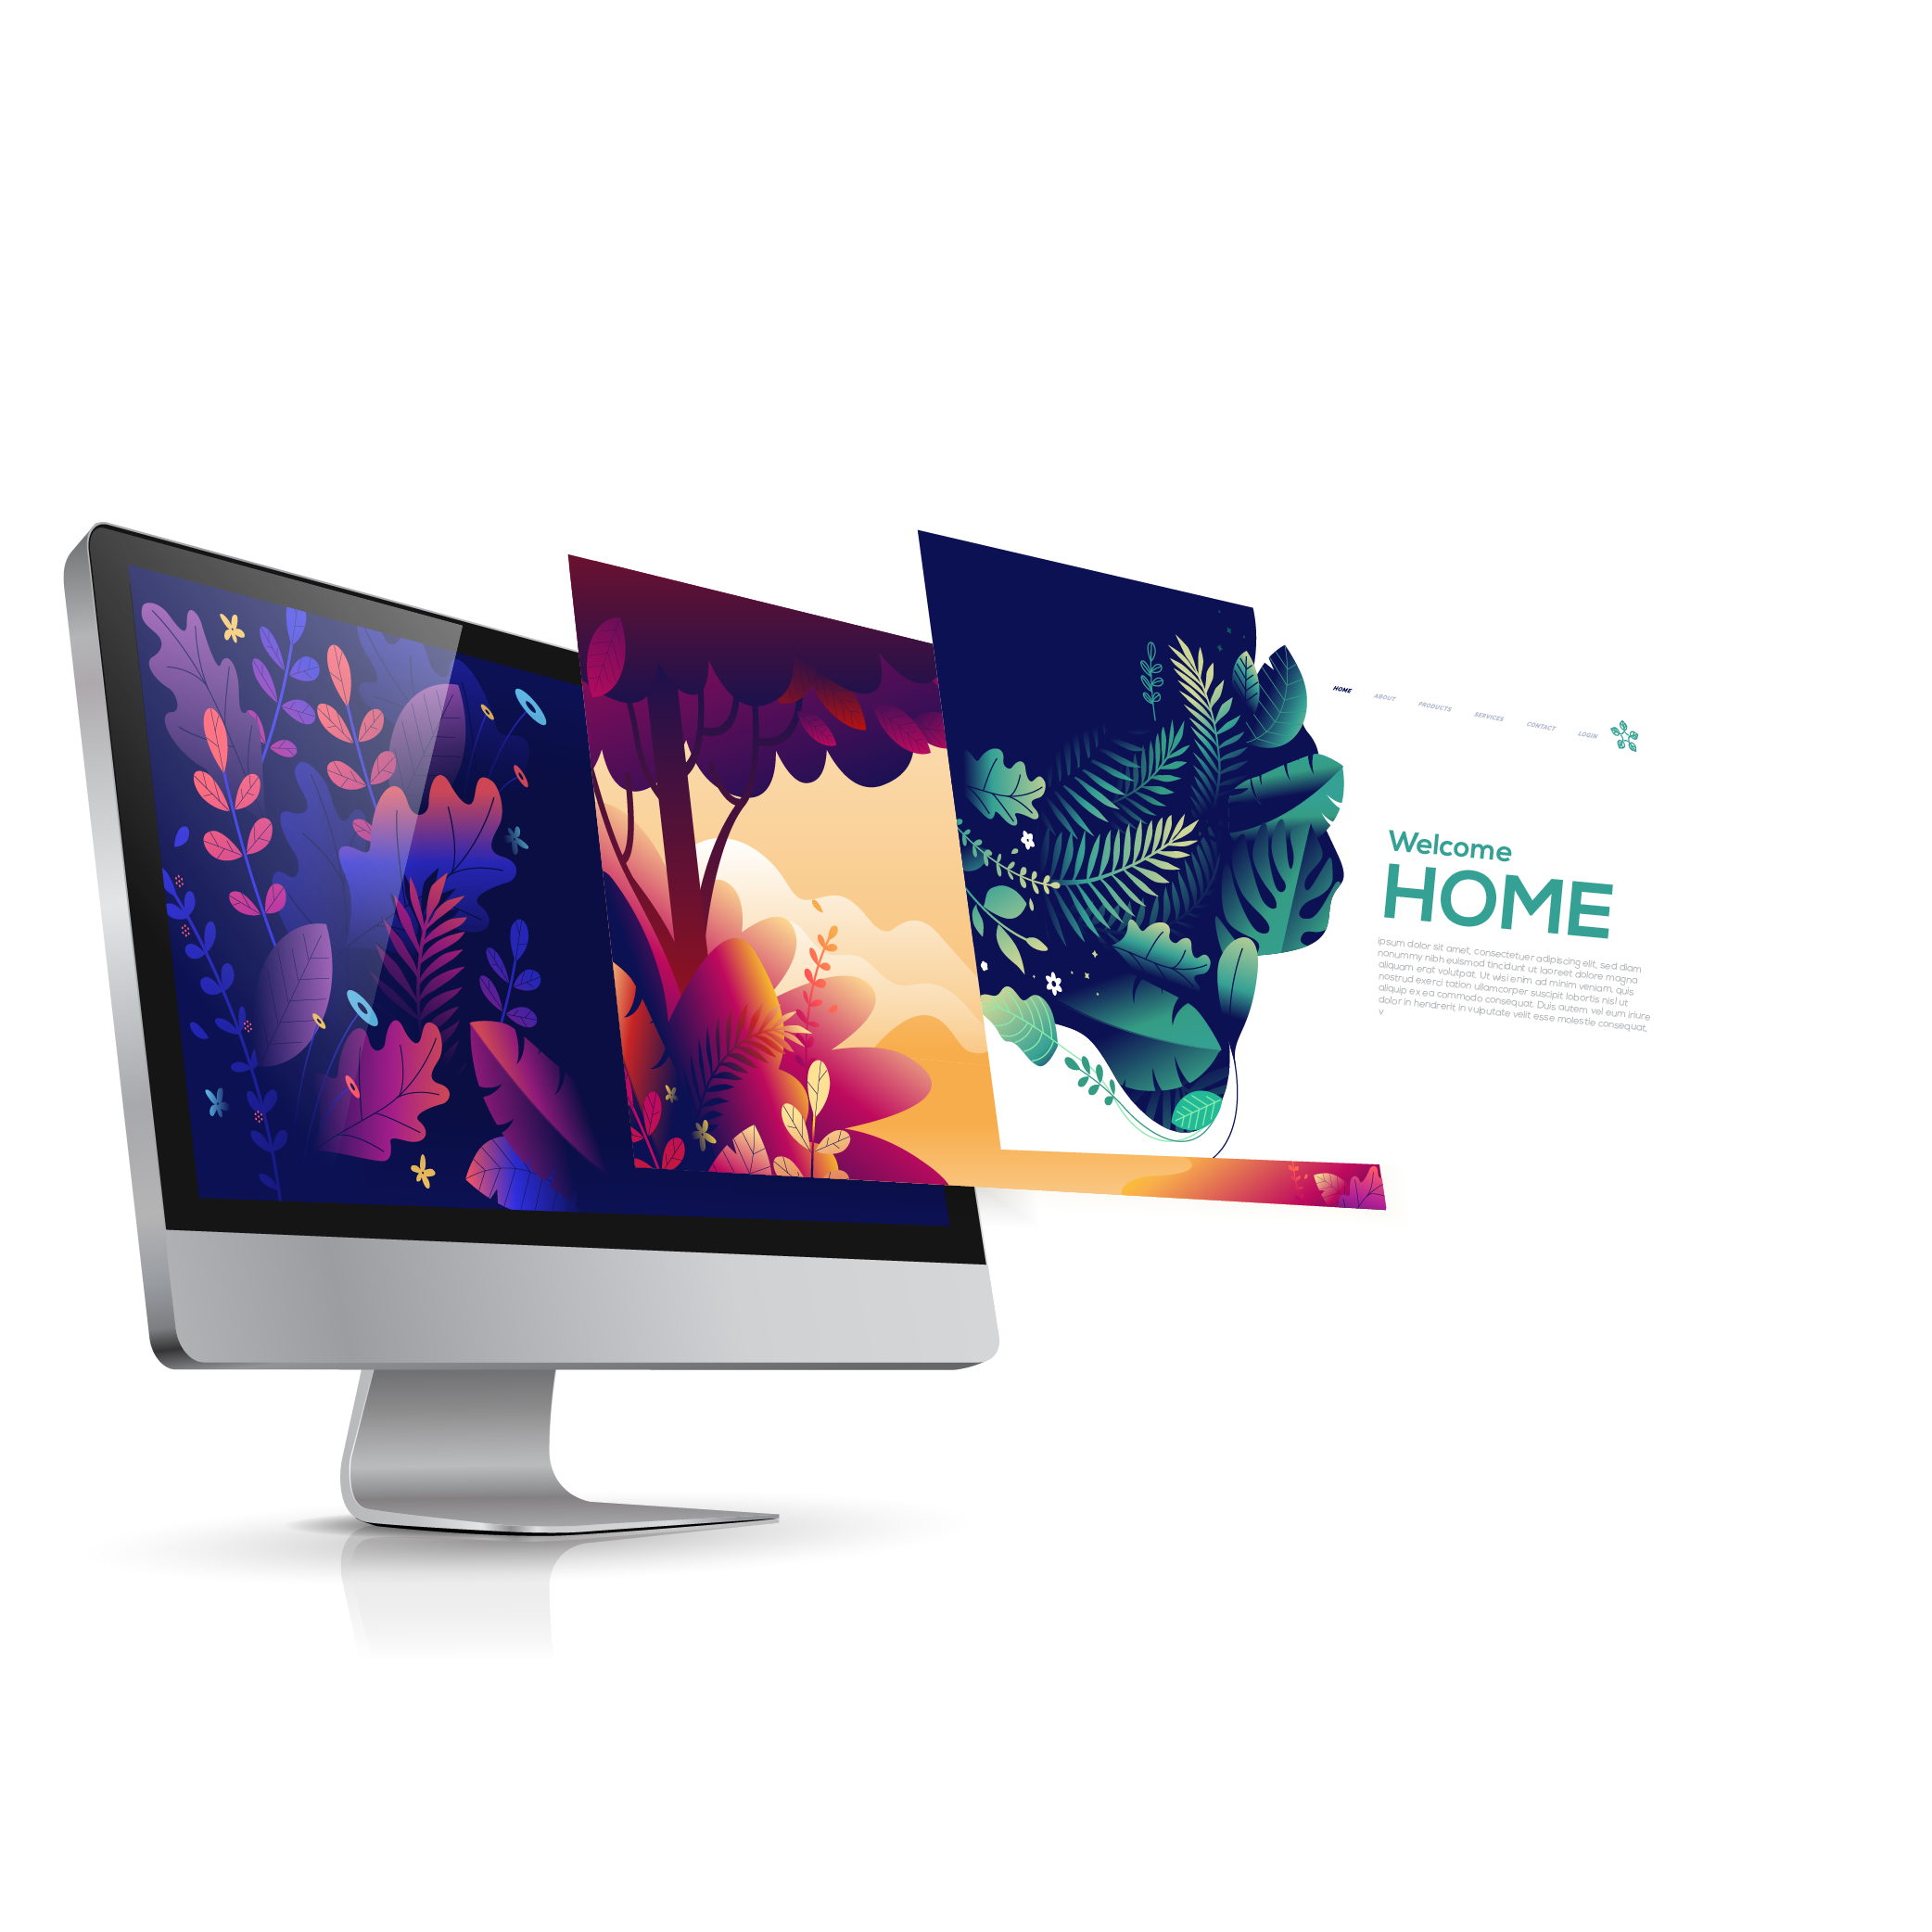 HOME ABOUT PRODUCTS SERVICES CONTACT LOGIN
Welcome
HOME
ipsum dolor sit amet, consectetuer adipiscing elit, sed diam
nonummy nibh euismod tincidunt ut laoreet dolore magna
aliquam erat volutpat. Ut wisi enim ad minim veniam, quis
nostrud exerci tation ullamcorper suscipit lobortis nisl ut
aliquip ex ea commodo consequat. Duis autem vel eum iriure
dolor in hendrerit in vulputate velit esse molestie consequat,
v